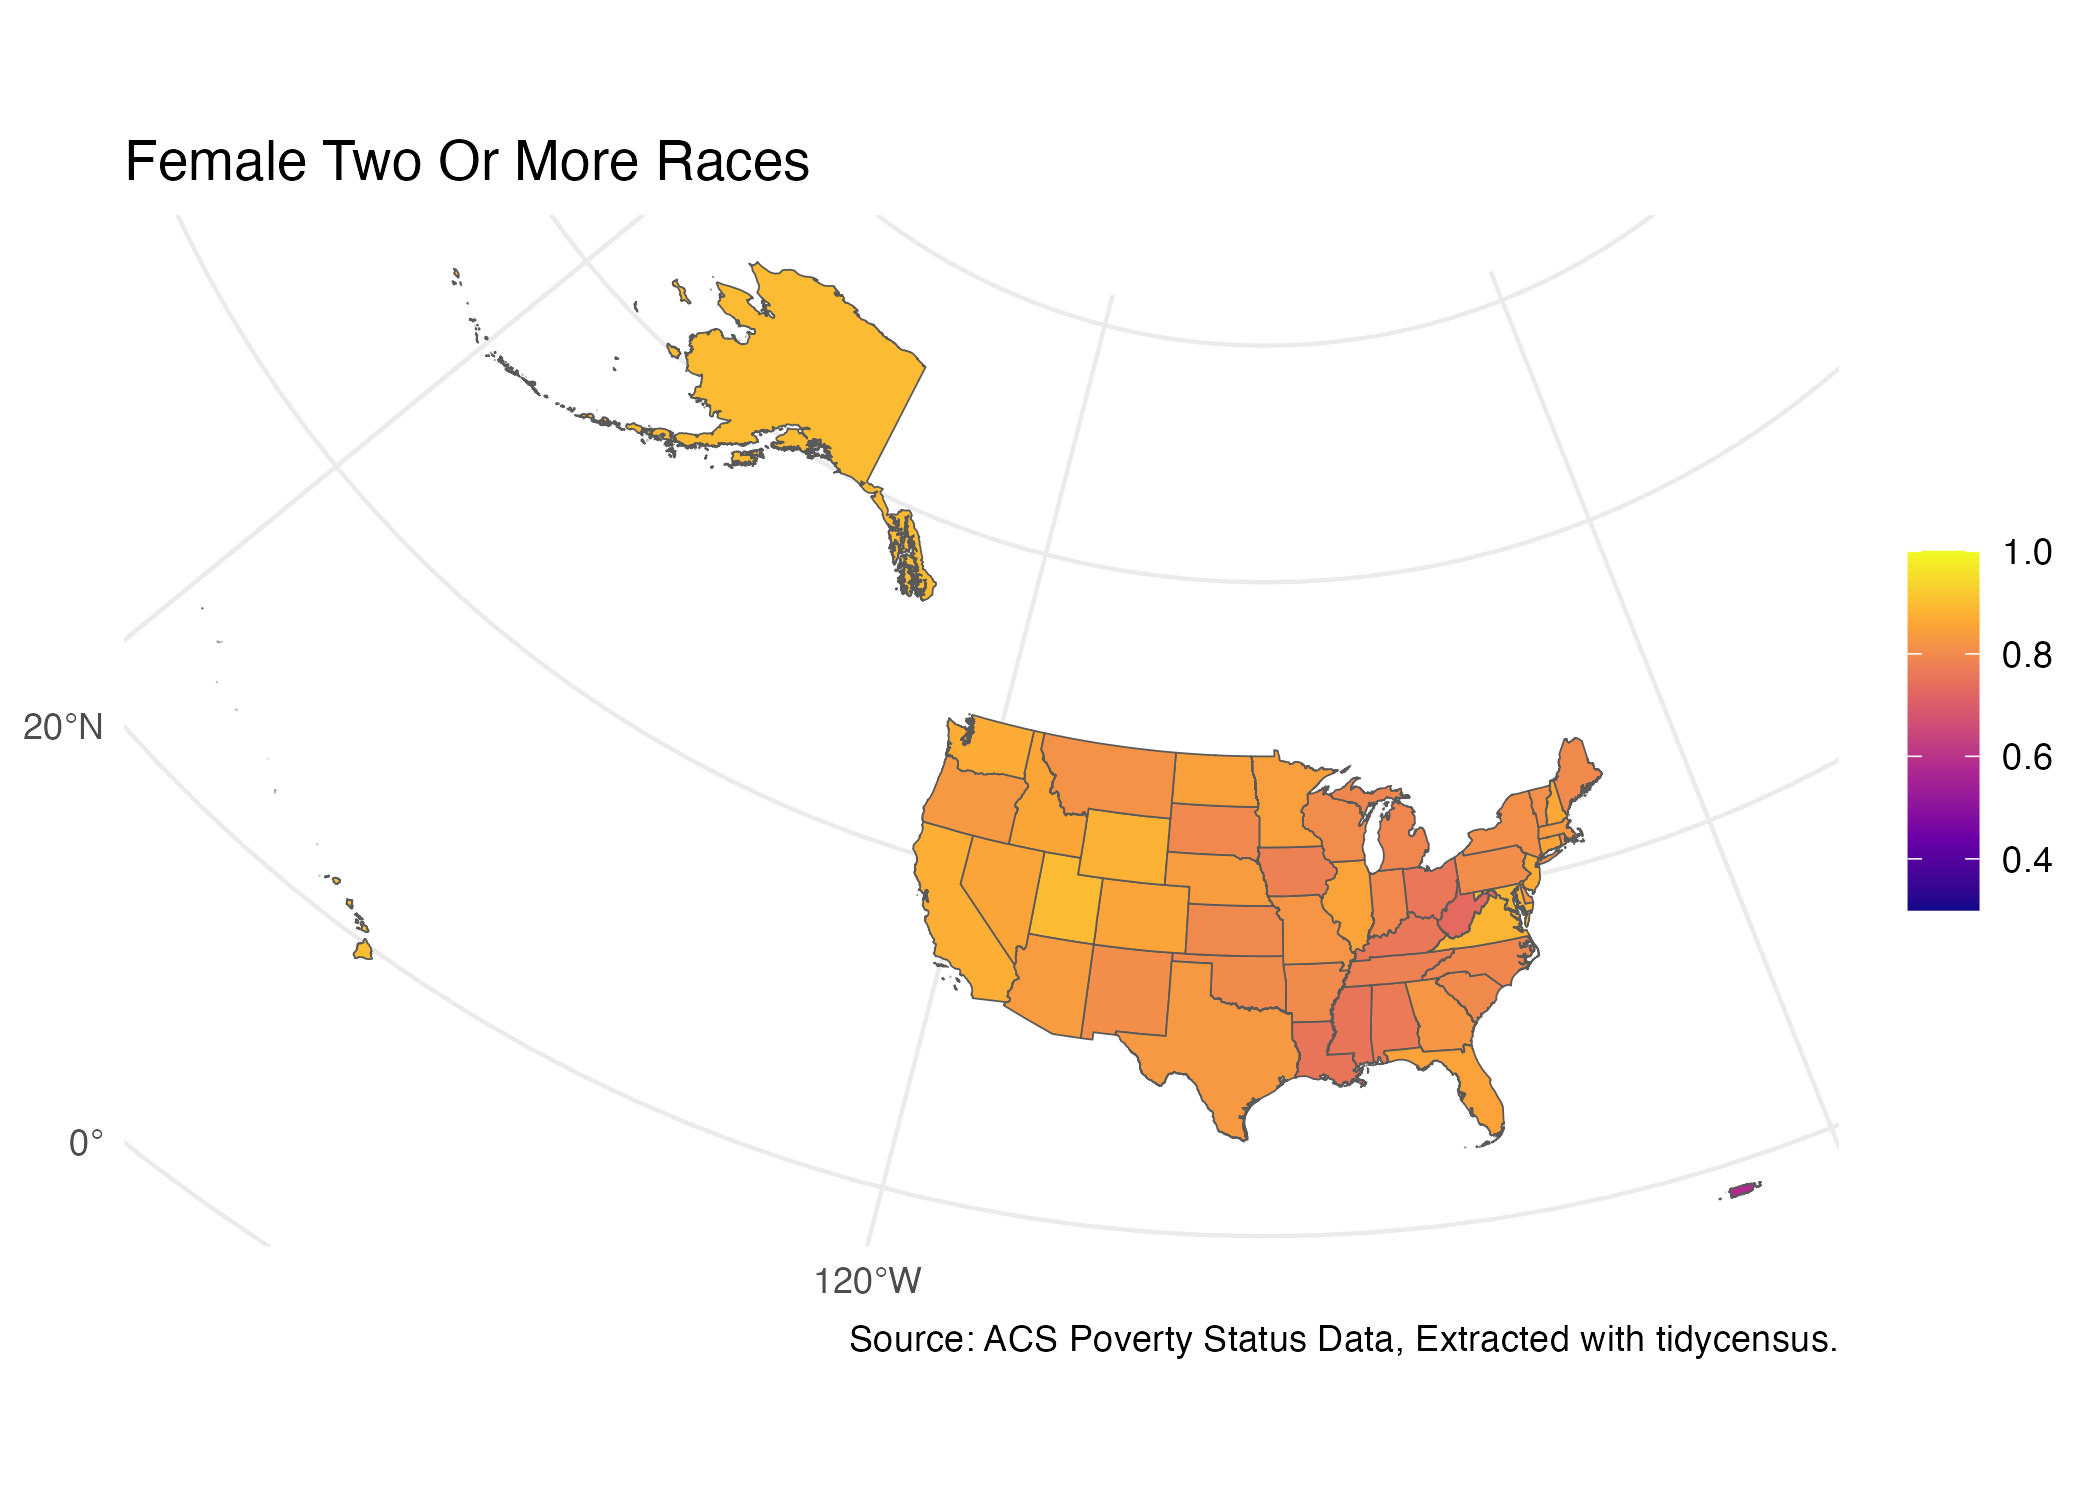 Female Two Or More Races
1.0
0.8
0.6
0.4
20°N
0°
120°W
Source: ACS Poverty Status Data, Extracted with tidycensus.